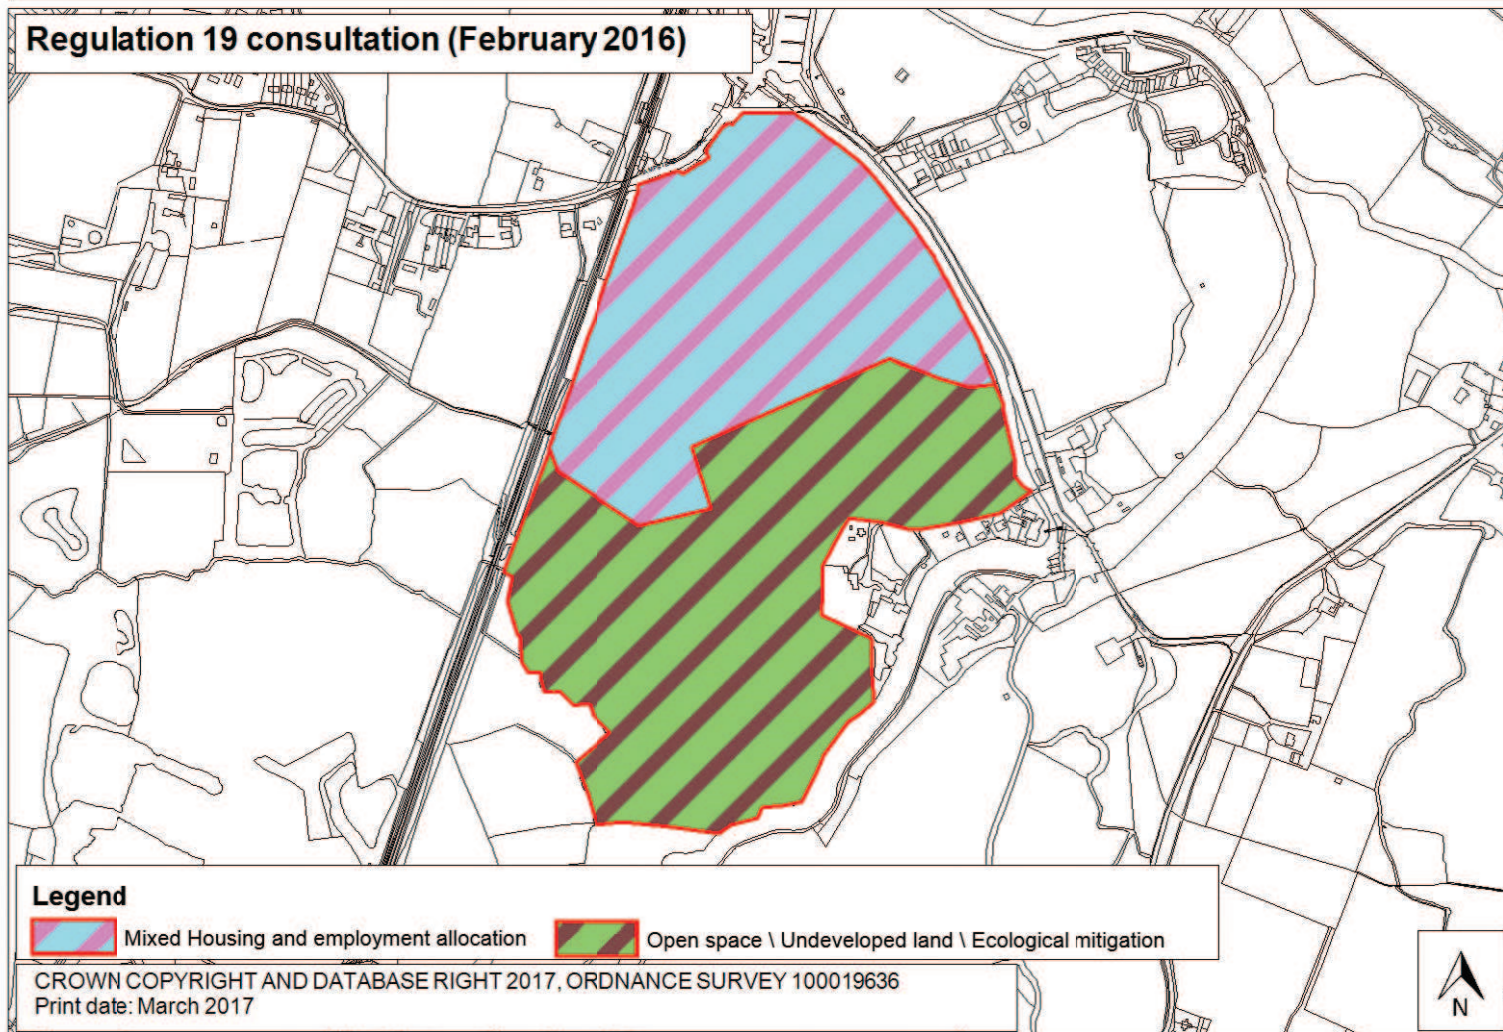 Regulation 19 consultation (February 2016)
Legend
Mixed Housing and employment allocation
Open space \ Undeveloped land \ Ecological mitigation
CROWN COPYRIGHT AND DATABASE RIGHT 2017, ORDNANCE SURVEY 100019636
Print date: March 2017
N